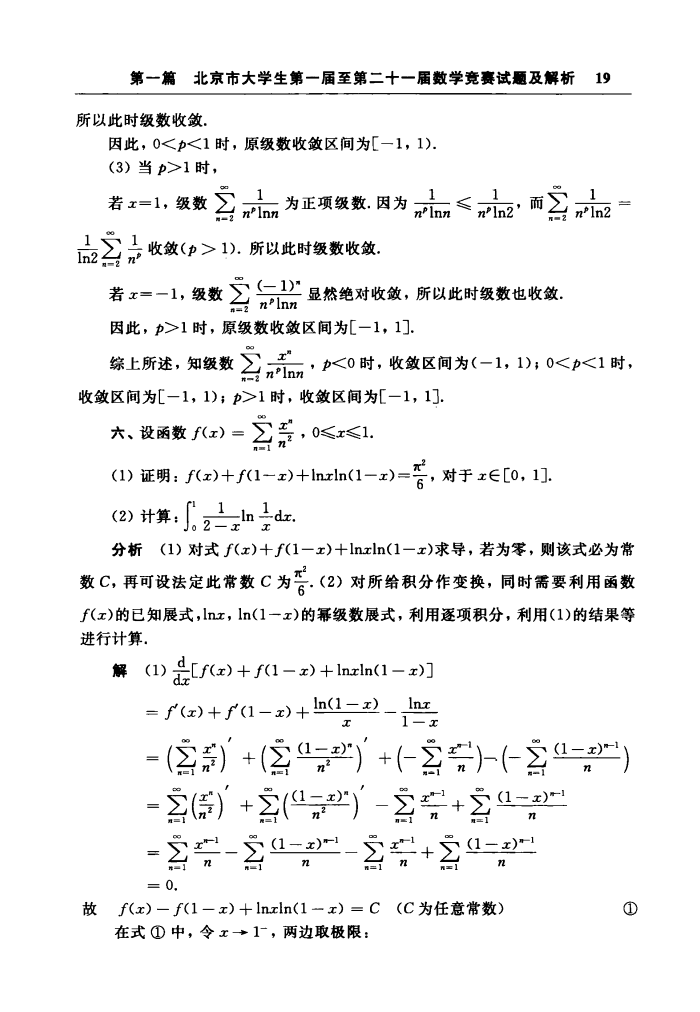 第一篇 北京市大学生第一届至第二十一届数学竞赛试题及解析 19
所以此时级数收敛.
因此，0<p<1 时，原级数收敛区间为[－1，1).
(3) 当 p>1 时，
若 x=1，级数 $\sum_{n=2}^{\infty}\frac{1}{n^p\ln n}$ 为正项级数. 因为 $\frac{1}{n^p\ln n}\leqslant\frac{1}{n^p\ln 2}$，而 $\sum_{n=2}^{\infty}\frac{1}{n^p\ln 2}=$
$\frac{1}{\ln 2}\sum_{n=2}^{\infty}\frac{1}{n^p}$ 收敛(p > 1). 所以此时级数收敛.
若 x=－1，级数 $\sum_{n=2}^{\infty}\frac{(-1)^n}{n^p\ln n}$ 显然绝对收敛，所以此时级数也收敛.
因此，p>1 时，原级数收敛区间为[－1，1].
综上所述，知级数 $\sum_{n=2}^{\infty}\frac{x^n}{n^p\ln n}$，p<0 时，收敛区间为(－1，1)；0<p<1 时，
收敛区间为[－1，1)；p>1 时，收敛区间为[－1，1].
六、设函数 $f(x)=\sum_{n=1}^{\infty}\frac{x^n}{n^2}$，0≤x≤1.
(1) 证明：$f(x)+f(1-x)+\ln x\ln(1-x)=\frac{\pi^2}{6}$，对于 x∈[0，1].
(2) 计算：$\int_0^1\frac{1}{2-x}\ln\frac{1}{x}dx$.
分析 (1) 对式 f(x)+f(1－x)+lnxln(1－x)求导，若为零，则该式必为常
数 C，再可设法定此常数 C 为 $\frac{\pi^2}{6}$. (2) 对所给积分作变换，同时需要利用函数
f(x)的已知展式，lnx，ln(1－x)的幂级数展式，利用逐项积分，利用(1)的结果等
进行计算.
解 (1) $\frac{d}{dx}[f(x)+f(1-x)+\ln x\ln(1-x)]$
$=f'(x)+f'(1-x)+\frac{\ln(1-x)}{x}-\frac{\ln x}{1-x}$
$=\left(\sum_{n=1}^{\infty}\frac{x^n}{n^2}\right)'+\left(\sum_{n=1}^{\infty}\frac{(1-x)^n}{n^2}\right)'+\left(-\sum_{n=1}^{\infty}\frac{x^{n-1}}{n}\right)-\left(-\sum_{n=1}^{\infty}\frac{(1-x)^{n-1}}{n}\right)$
$=\sum_{n=1}^{\infty}\left(\frac{x^n}{n^2}\right)'+\sum_{n=1}^{\infty}\left(\frac{(1-x)^n}{n^2}\right)'-\sum_{n=1}^{\infty}\frac{x^{n-1}}{n}+\sum_{n=1}^{\infty}\frac{(1-x)^{n-1}}{n}$
$=\sum_{n=1}^{\infty}\frac{x^{n-1}}{n}-\sum_{n=1}^{\infty}\frac{(1-x)^{n-1}}{n}-\sum_{n=1}^{\infty}\frac{x^{n-1}}{n}+\sum_{n=1}^{\infty}\frac{(1-x)^{n-1}}{n}$
= 0.
故 f(x) － f(1－x) + lnxln(1－x) = C (C 为任意常数) ①
在式 ① 中，令 x → 1⁻，两边取极限：